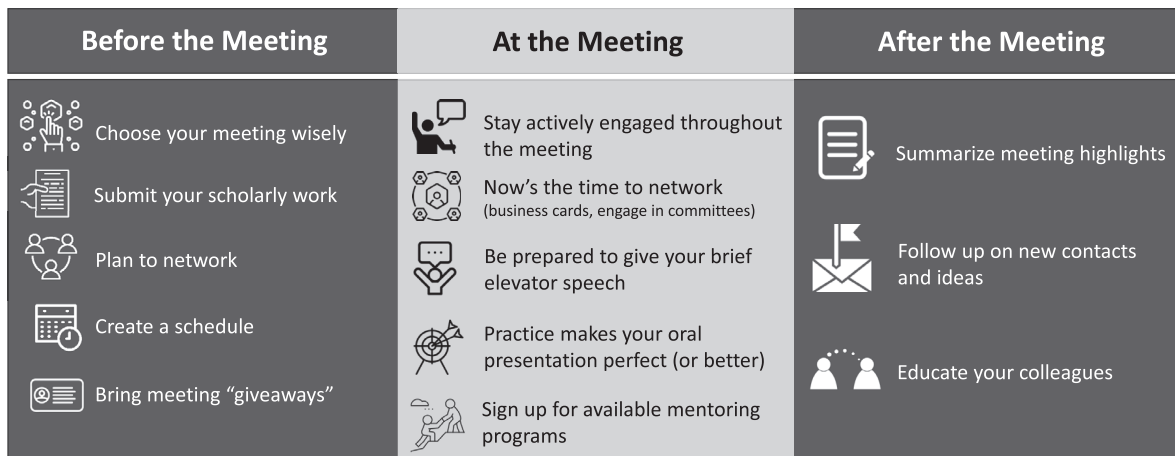 Before the Meeting
Choose your meeting wisely
Submit your scholarly work
Plan to network
Create a schedule
Bring meeting “giveaways”
At the Meeting
Stay actively engaged throughout
the meeting
Now’s the time to network
(business cards, engage in committees)
Be prepared to give your brief
elevator speech
Practice makes your oral
presentation perfect (or better)
Sign up for available mentoring
programs
After the Meeting
Summarize meeting highlights
Follow up on new contacts
and ideas
Educate your colleagues